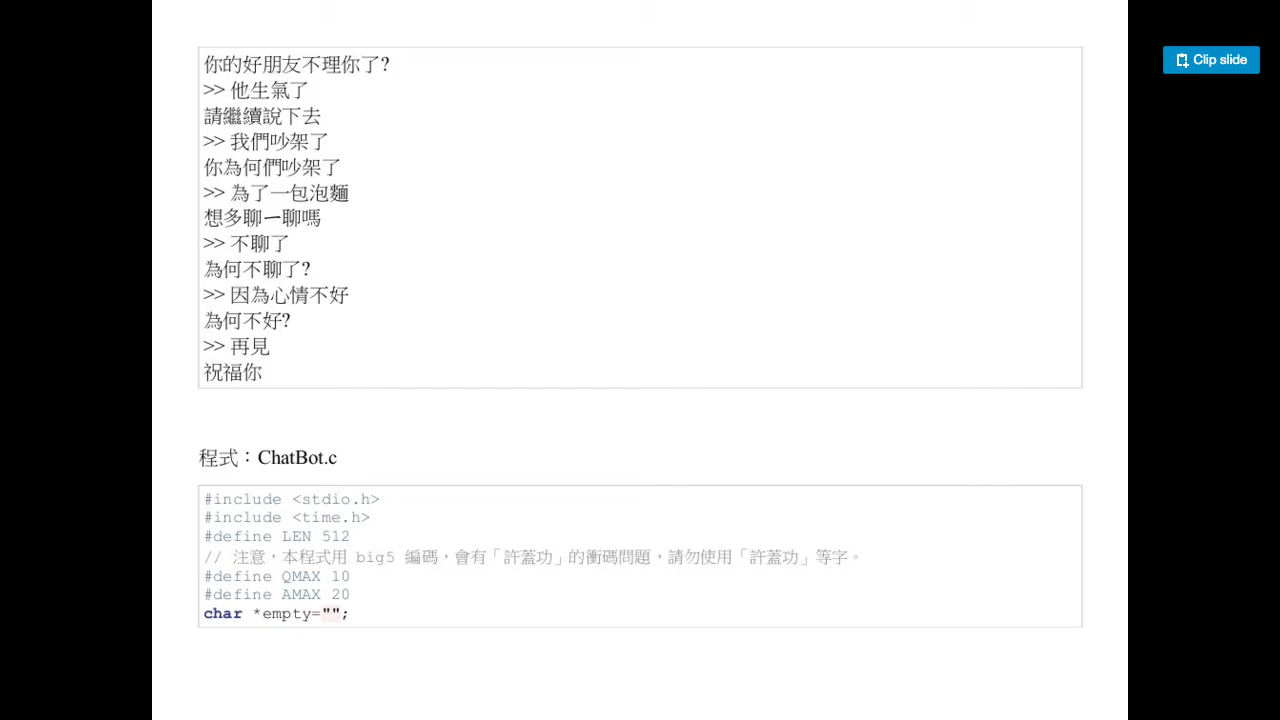 你的好朋友不理你了?
>> 他生氣了
請繼續說下去
>> 我們吵架了
你為何們吵架了
>> 為了一包泡麵
想多聊一聊嗎
>> 不聊了
為何不聊了?
>> 因為心情不好
為何不好?
>> 再見
祝福你
Clip slide
程式：ChatBot.c
#include <stdio.h>
#include <time.h>
#define LEN 512
// 注意，本程式用 big5 編碼，會有「許蓋功」的衝碼問題，請勿使用「許蓋功」等字。
#define QMAX 10
#define AMAX 20
char *empty="";